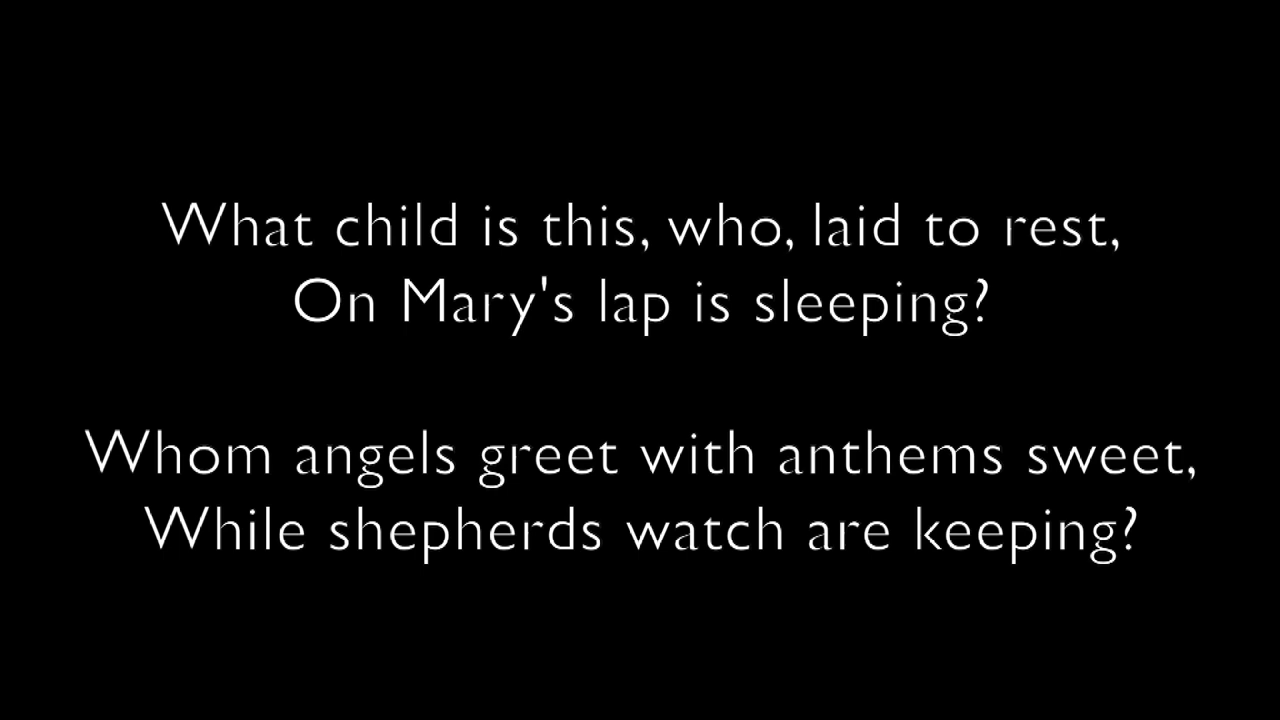 What child is this, who, laid to rest,
On Mary's lap is sleeping?
Whom angels greet with anthems sweet,
While shepherds watch are keeping?